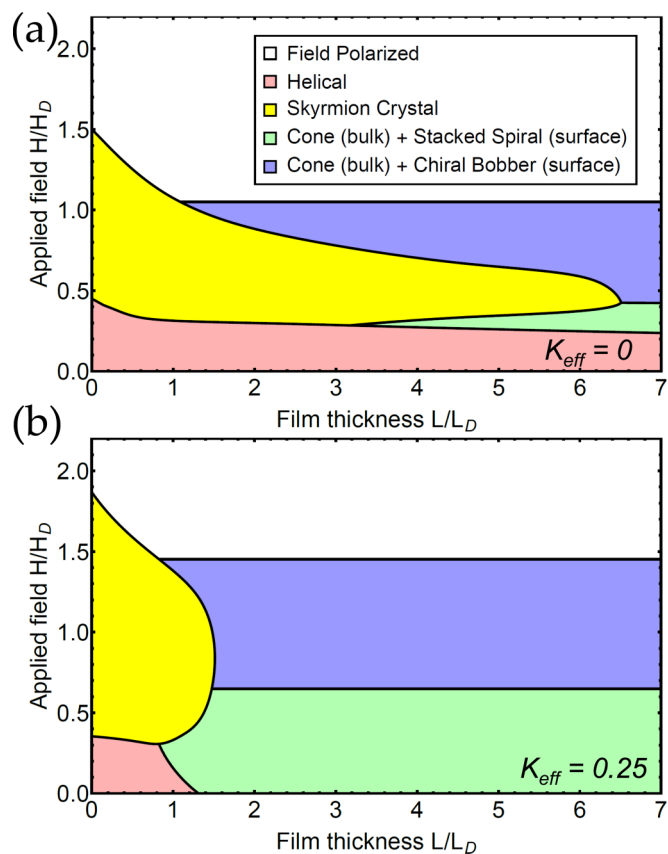 (a)
2.0
1.5
1.0
0.5
0.0
Applied field H/H_D
Field Polarized
Helical
Skyrmion Crystal
Cone (bulk) + Stacked Spiral (surface)
Cone (bulk) + Chiral Bobber (surface)
K_eff = 0
0 1 2 3 4 5 6 7
Film thickness L/L_D
(b)
2.0
1.5
1.0
0.5
0.0
Applied field H/H_D
K_eff = 0.25
0 1 2 3 4 5 6 7
Film thickness L/L_D